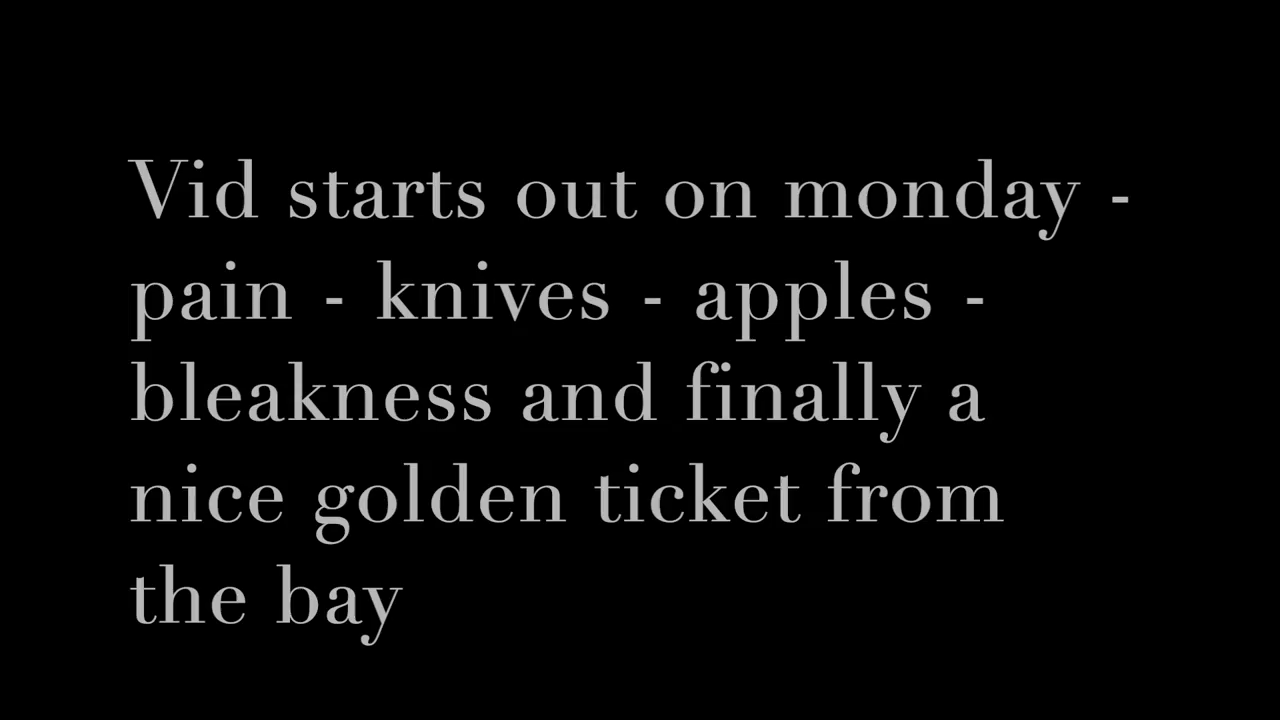 Vid starts out on monday -
pain - knives - apples -
bleakness and finally a
nice golden ticket from
the bay